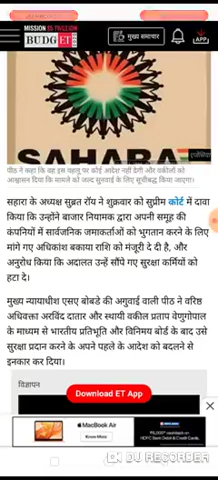 MISSION $5 TRILLION
BUDGET
मुख्य समाचार
APP
SAHARA
एजेंसियां
पीठ ने कहा कि वह इस पहलू पर कोई आदेश नहीं देगी और वकीलों को
आश्वासन दिया कि मामले को जल्द सुनवाई के लिए सूचीबद्ध किया जाएगा।
सहारा के अध्यक्ष सुब्रत रॉय ने शुक्रवार को सुप्रीम कोर्ट में दावा
किया कि उन्होंने बाजार नियामक द्वारा अपनी समूह की
कंपनियों में सार्वजनिक जमाकर्ताओं को भुगतान करने के लिए
मांगे गए अधिकांश बकाया राशि को मंजूरी दे दी है, और
अनुरोध किया कि अदालत उन्हें सौंपे गए सुरक्षा कर्मियों को
हटा दे।
मुख्य न्यायाधीश एसए बोबडे की अगुवाई वाली पीठ ने वरिष्ठ
अधिवक्ता अरविंद दातार और स्थायी वकील प्रताप वेणुगोपाल
के माध्यम से भारतीय प्रतिभूति और विनिमय बोर्ड के बाद उसे
सुरक्षा प्रदान करने के अपने पहले के आदेश को बदलने से
इनकार कर दिया।
विज्ञापन
Download ET App
MacBook Air
Know More
DU RECORDER